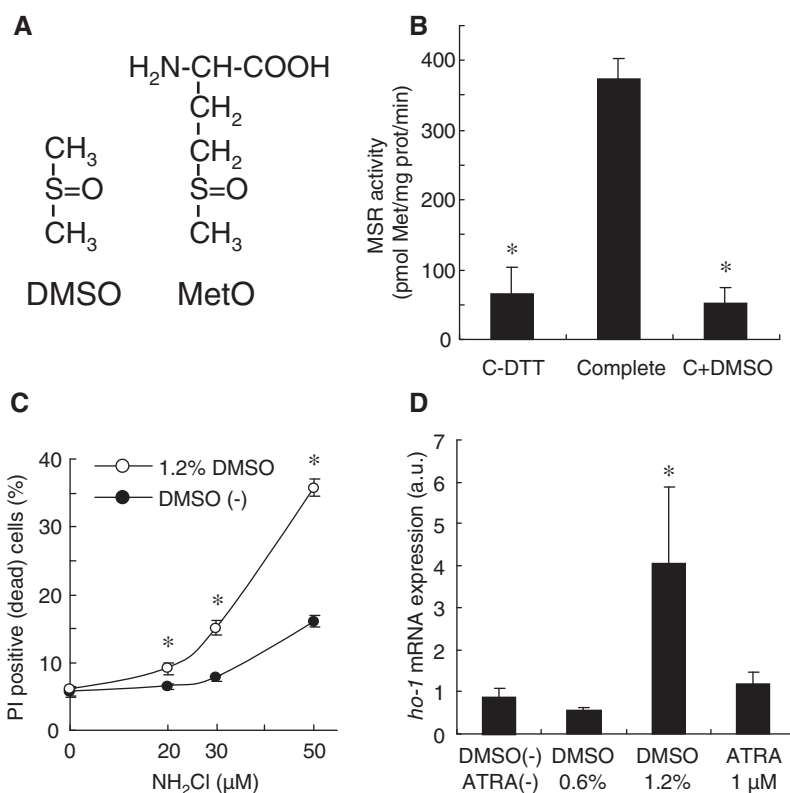 A
H₂N-CH-COOH
CH₂
CH₃ CH₂
S=O S=O
CH₃ CH₃
DMSO MetO
B
MSR activity
(pmol Met/mg prot/min)
400
300
200
100
0
C-DTT Complete C+DMSO
* *
C
PI positive (dead) cells (%)
40
30
20
10
0
1.2% DMSO
DMSO (-)
* * *
0 20 30 50
NH₂Cl (µM)
D
ho-1 mRNA expression (a.u.)
7
6
5
4
3
2
1
0
*
DMSO(-) DMSO DMSO ATRA
ATRA(-) 0.6% 1.2% 1 µM